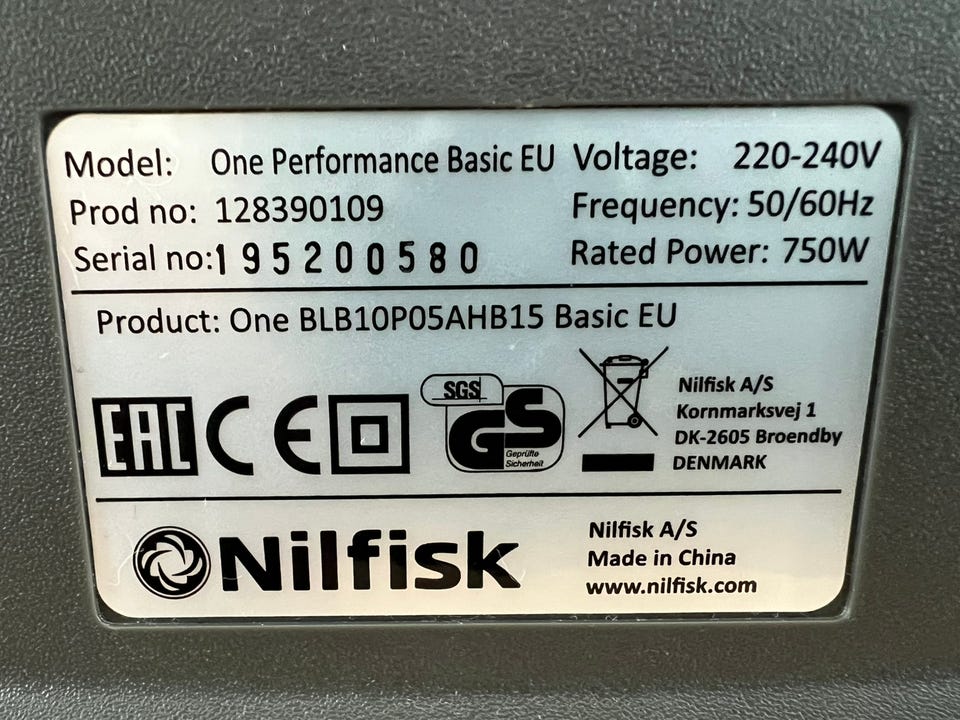 Model: One Performance Basic EU Voltage: 220-240V
Prod no: 128390109 Frequency: 50/60Hz
Serial no: 195200580 Rated Power: 750W
Product: One BLB10P05AHB15 Basic EU
EAC CE SGS GS
Geprüfte
Sicherheit
Nilfisk A/S
Kornmarksvej 1
DK-2605 Broendby
DENMARK
Nilfisk
Nilfisk A/S
Made in China
www.nilfisk.com